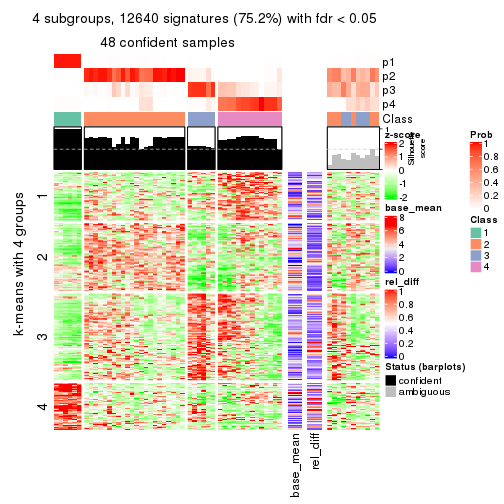 4 subgroups, 12640 signatures (75.2%) with fdr < 0.05
48 confident samples
p1
p2
p3
p4
Class
1
Silhouette
score
k-means with 4 groups
1
2
3
4
base_mean
rel_diff
z-score
2
1
0
-1
-2
base_mean
8
6
4
2
0
rel_diff
1
0.8
0.6
0.4
0.2
0
Status (barplots)
confident
ambiguous
Prob
1
0.8
0.6
0.4
0.2
0
Class
1
2
3
4